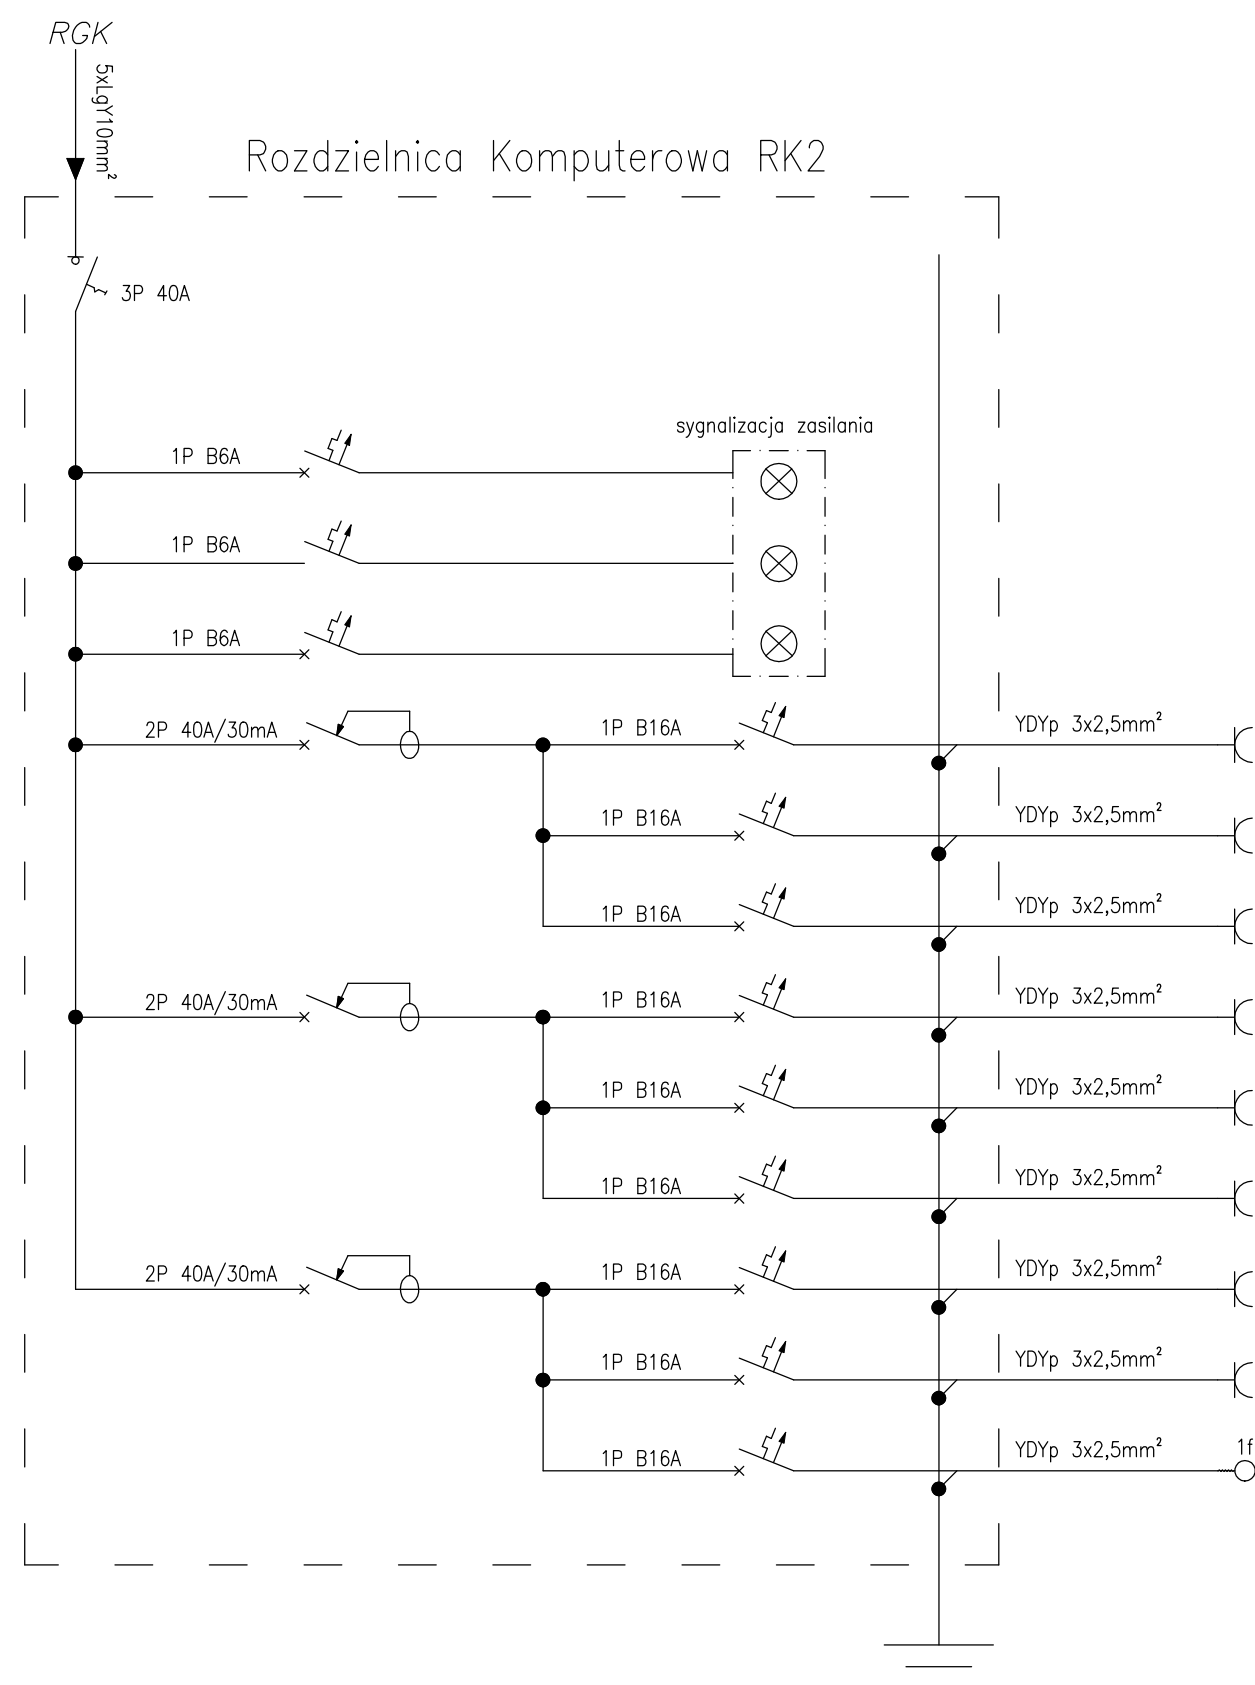 RGK
5xLgY10mm²
Rozdzielnica Komputerowa RK2
3P 40A
sygnalizacja zasilania
1P B6A
1P B6A
1P B6A
2P 40A/30mA
1P B16A
YDYp 3x2,5mm²
1P B16A
YDYp 3x2,5mm²
1P B16A
YDYp 3x2,5mm²
2P 40A/30mA
1P B16A
YDYp 3x2,5mm²
1P B16A
YDYp 3x2,5mm²
1P B16A
YDYp 3x2,5mm²
2P 40A/30mA
1P B16A
YDYp 3x2,5mm²
1P B16A
YDYp 3x2,5mm²
1P B16A
YDYp 3x2,5mm²
1f